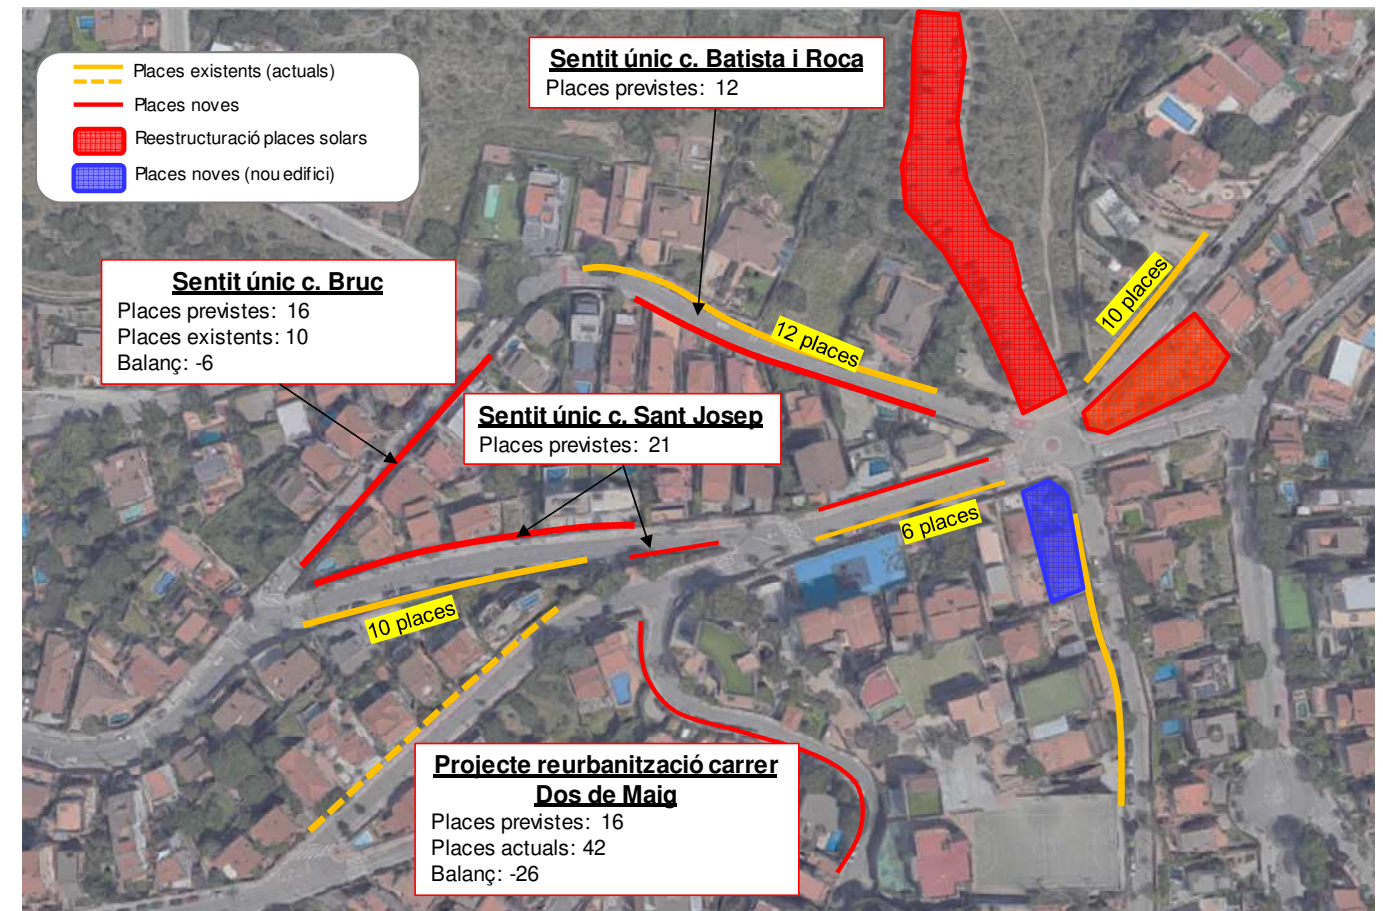 Places existents (actuals)
Places noves
Reestructuració places solars
Places noves (nou edifici)
Sentit únic c. Batista i Roca
Places previstes: 12
Sentit únic c. Bruc
Places previstes: 16
Places existents: 10
Balanç: -6
10 places
12 places
Sentit únic c. Sant Josep
Places previstes: 21
6 places
10 places
Projecte reurbanització carrer
Dos de Maig
Places previstes: 16
Places actuals: 42
Balanç: -26